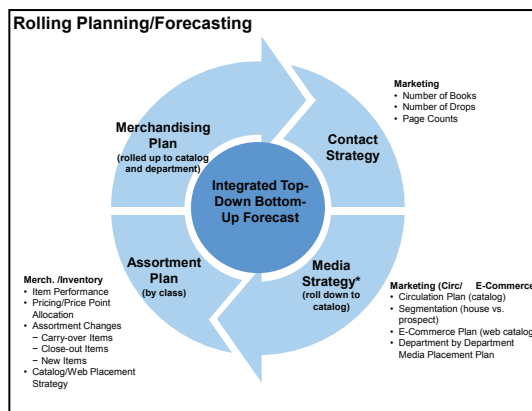 Rolling Planning/Forecasting
Merchandising
Plan
(rolled up to catalog
and department)
Contact
Strategy
Marketing
• Number of Books
• Number of Drops
• Page Counts
Integrated Top-
Down Bottom-
Up Forecast
Assortment
Plan
(by class)
Media
Strategy*
(roll down to
catalog)
Merch. /Inventory
• Item Performance
• Pricing/Price Point
Allocation
• Assortment Changes
− Carry-over Items
− Close-out Items
− New Items
• Catalog/Web Placement
Strategy
Marketing (Circ/ E-Commerce
• Circulation Plan (catalog)
• Segmentation (house vs.
prospect)
• E-Commerce Plan (web catalog
• Department by Department
Media Placement Plan